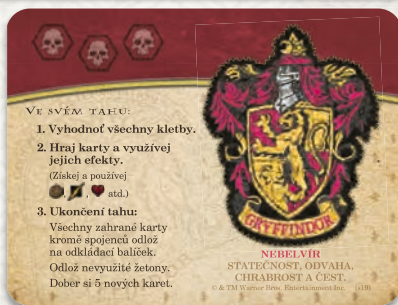 VE SVÉM TAHU:
1. Vyhodnoť všechny kletby.
2. Hraj karty a využívej
jejich efekty.
(Získej a používej
, , std.)
3. Ukončení tahu:
Všechny zahrané karty
kromě spojenců odlož
na odkládací balíček.
Odlož nevyužité žetony.
Dober si 5 nových karet.
GRYFFINDOR
NEBELVÍR
STATEČNOST, ODVAHA,
CHRABROST A ČEST.
© & TM Warner Bros. Entertainment Inc. (s18)